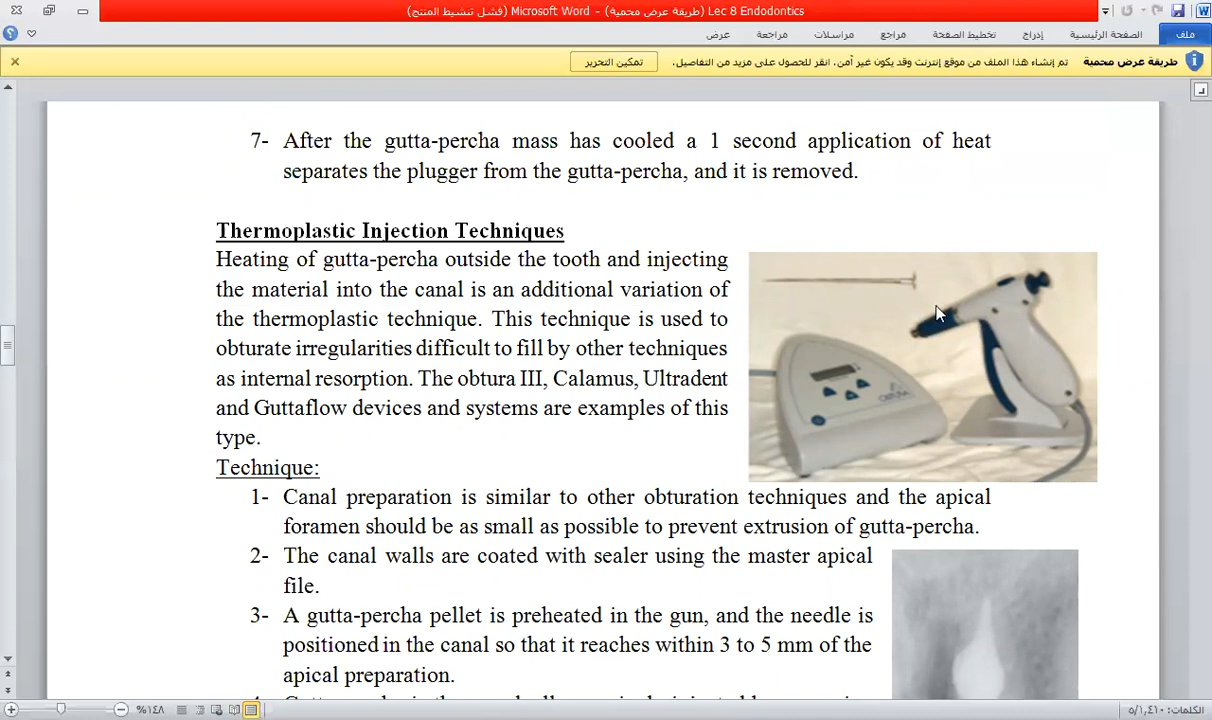 Lec 8 Endodontics (طريقة عرض محمية) - Microsoft Word (فشل تنشيط المنتج)
ملف الصفحة الرئيسية إدراج تخطيط الصفحة مراجع مراسلات مراجعة عرض
طريقة عرض محمية تم إنشاء هذا الملف من موقع إنترنت وقد يكون غير آمن. انقر للحصول على مزيد من التفاصيل. تمكين التحرير
7- After the gutta-percha mass has cooled a 1 second application of heat
separates the plugger from the gutta-percha, and it is removed.
Thermoplastic Injection Techniques
Heating of gutta-percha outside the tooth and injecting
the material into the canal is an additional variation of
the thermoplastic technique. This technique is used to
obturate irregularities difficult to fill by other techniques
as internal resorption. The obtura III, Calamus, Ultradent
and Guttaflow devices and systems are examples of this
type.
Technique:
1- Canal preparation is similar to other obturation techniques and the apical
foramen should be as small as possible to prevent extrusion of gutta-percha.
2- The canal walls are coated with sealer using the master apical
file.
3- A gutta-percha pellet is preheated in the gun, and the needle is
positioned in the canal so that it reaches within 3 to 5 mm of the
apical preparation.
الكلمات: ٥/١,٤١٠ ١٤٨%